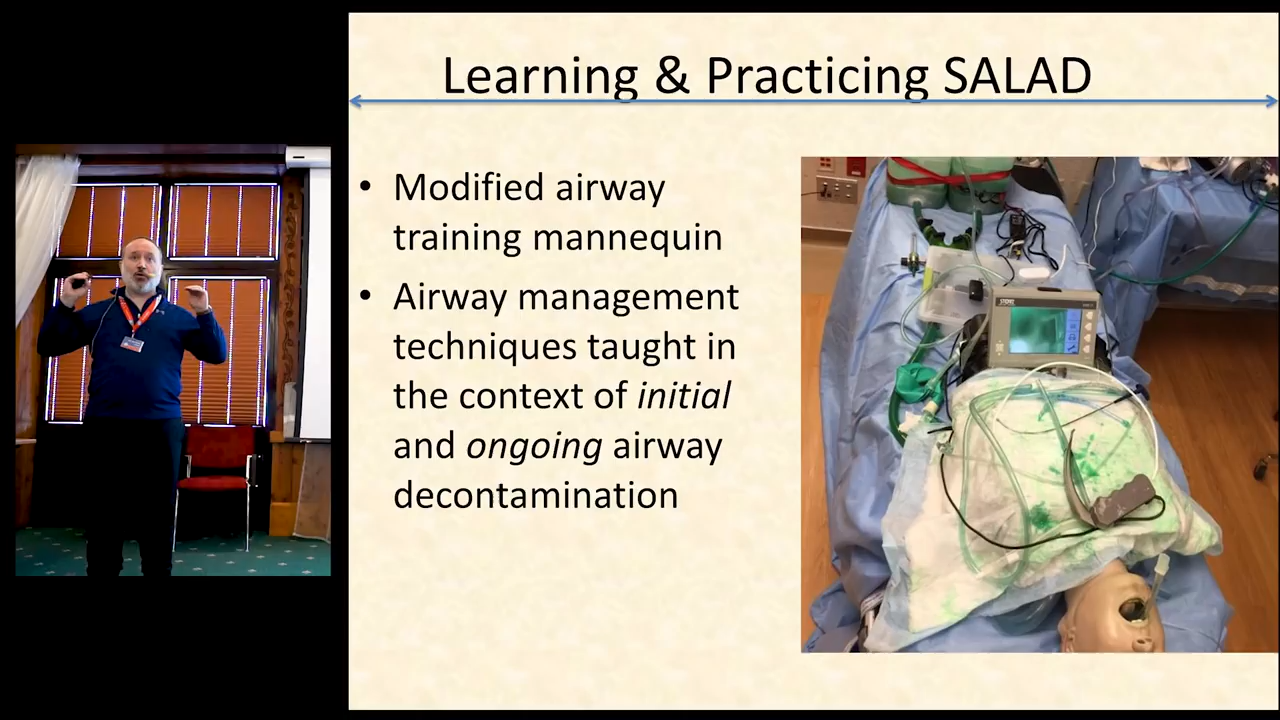 Learning & Practicing SALAD
• Modified airway
training mannequin
• Airway management
techniques taught in
the context of initial
and ongoing airway
decontamination
STORZ